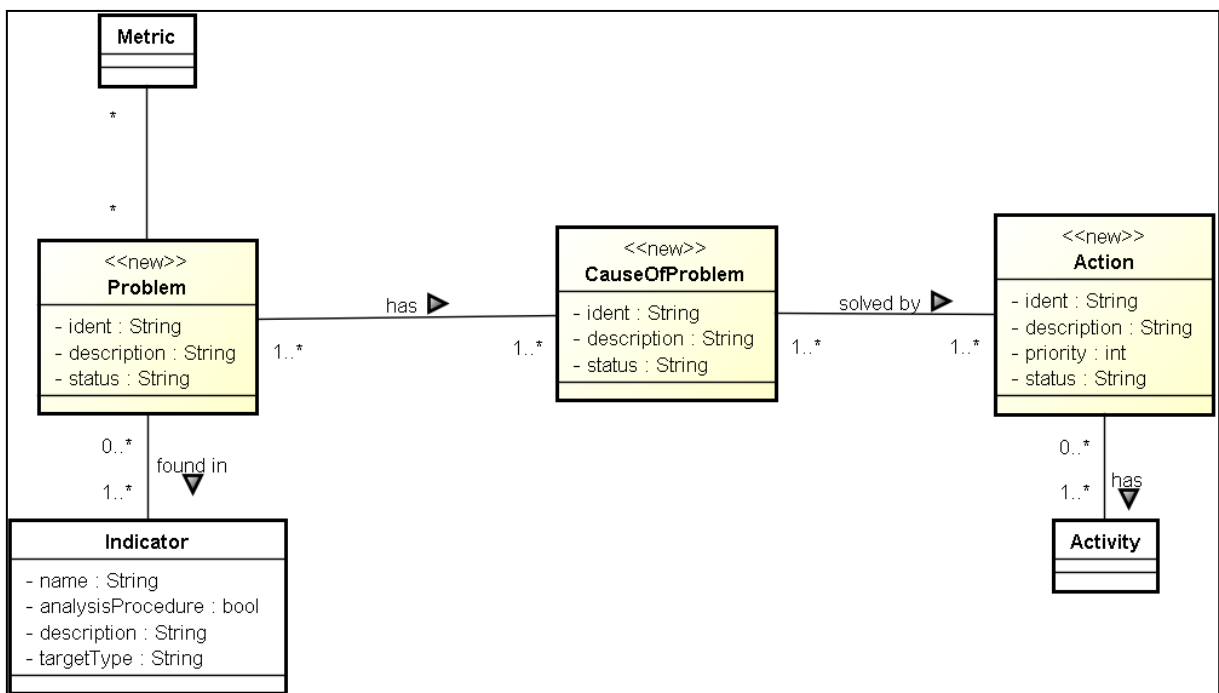 Metric
*
*
<<new>>
Problem
- ident : String
- description : String
- status : String
has
1..*
1..*
<<new>>
CauseOfProblem
- ident : String
- description : String
- status : String
solved by
1..*
1..*
<<new>>
Action
- ident : String
- description : String
- priority : int
- status : String
0..*
found in
1..*
Indicator
- name : String
- analysisProcedure : bool
- description : String
- targetType : String
0..*
has
1..*
Activity